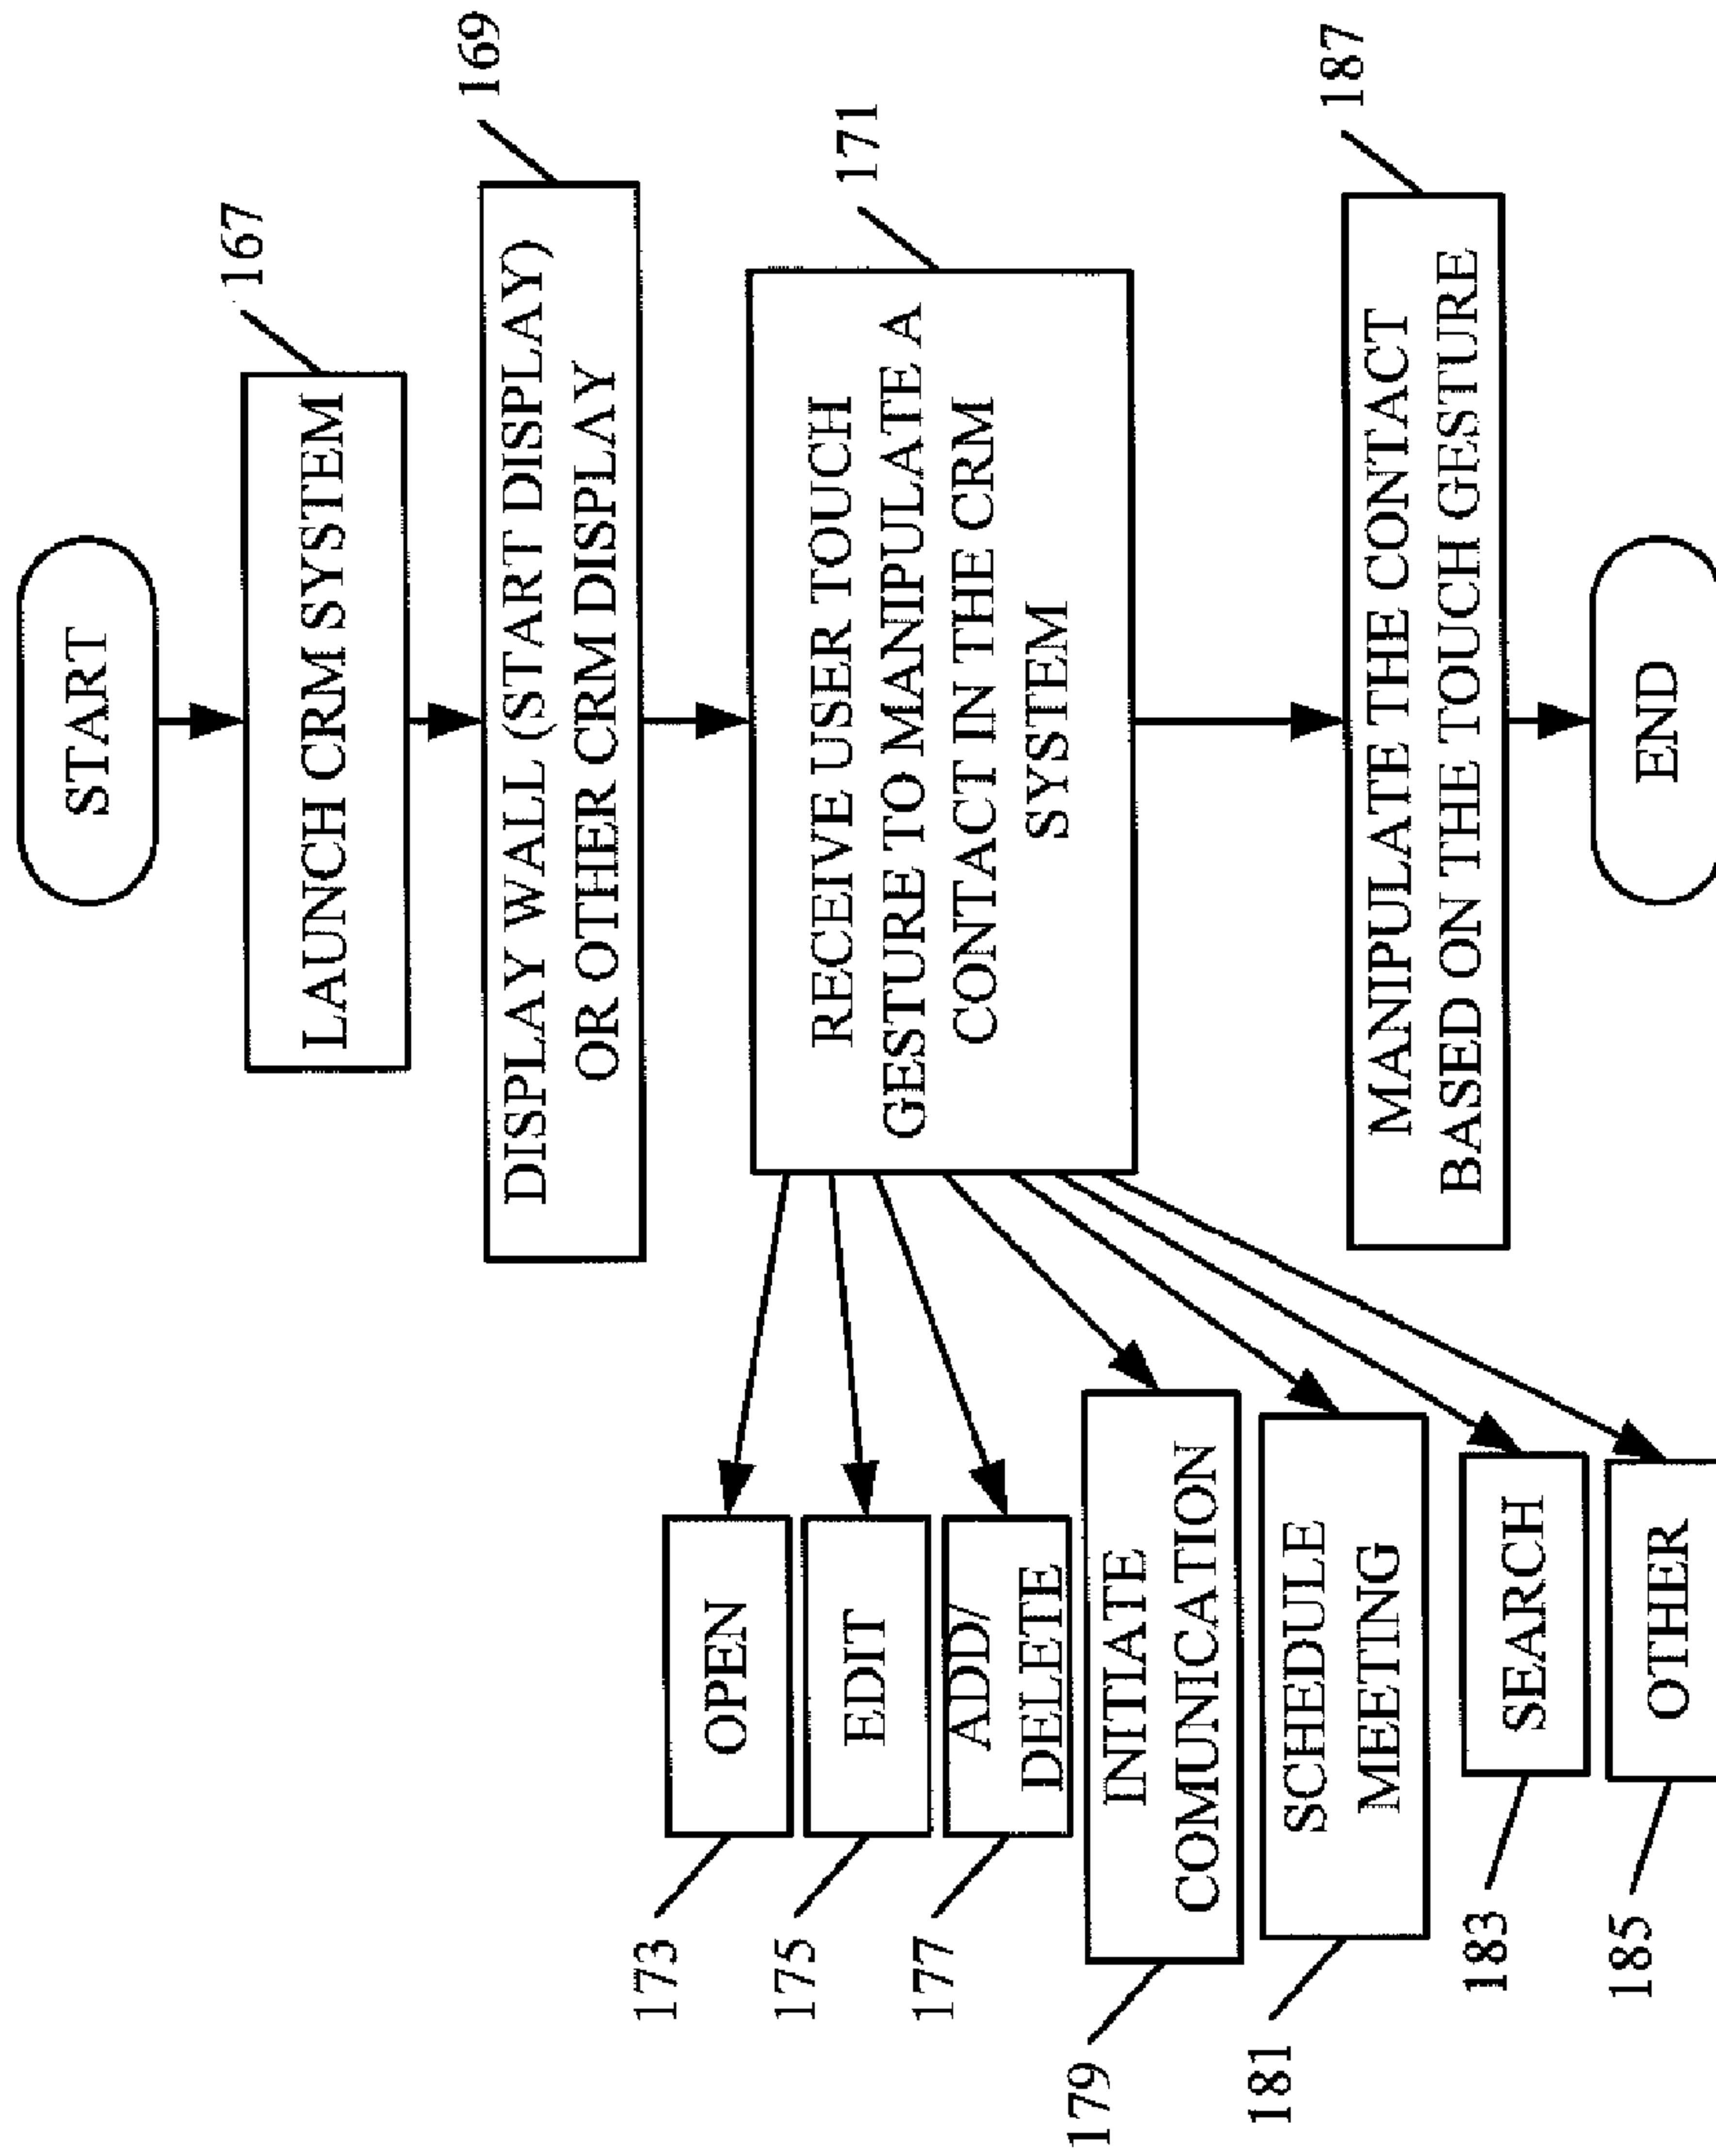 START
167
LAUNCH CRM SYSTEM
169
DISPLAY WALL (START DISPLAY)
OR OTHER CRM DISPLAY
171
RECEIVE USER TOUCH
GESTURE TO MANIPULATE A
CONTACT IN THE CRM
SYSTEM
173
OPEN
175
EDIT
177
ADD/
DELETE
179
INITIATE
COMUNICATION
181
SCHEDULE
MEETING
183
SEARCH
185
OTHER
187
MANIPULATE THE CONTACT
BASED ON THE TOUCH GESTURE
END